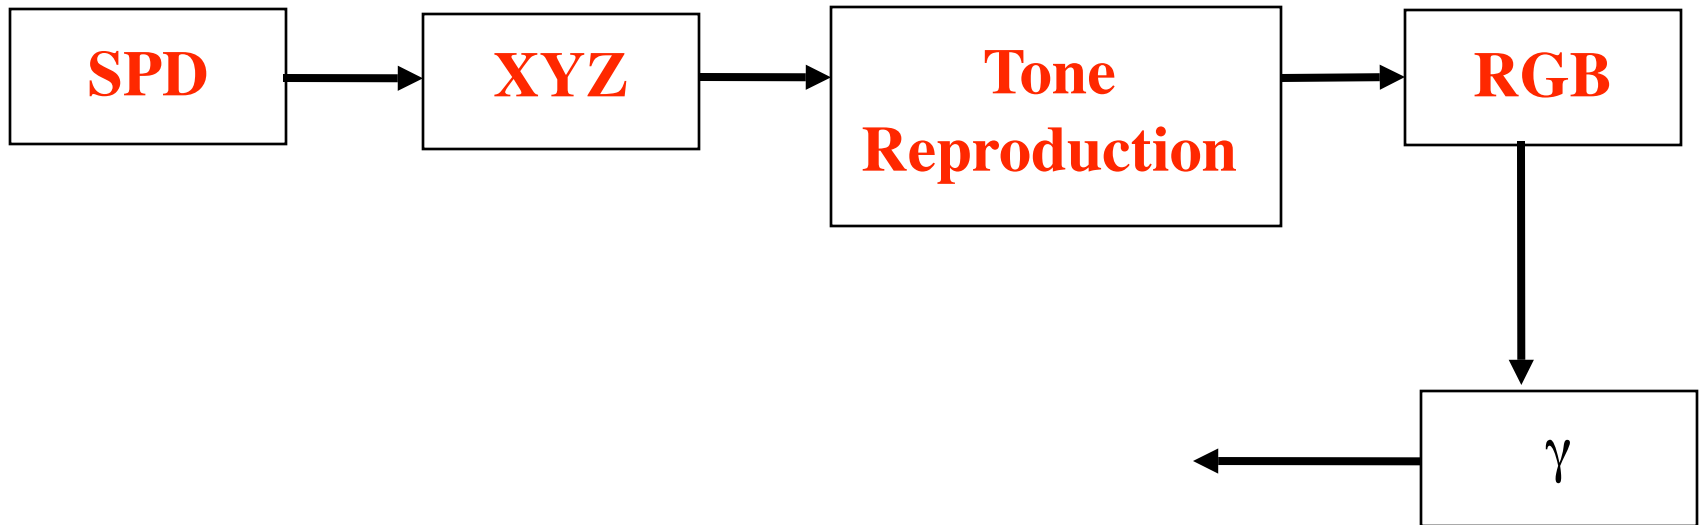 SPD
XYZ
Tone
Reproduction
RGB
γ